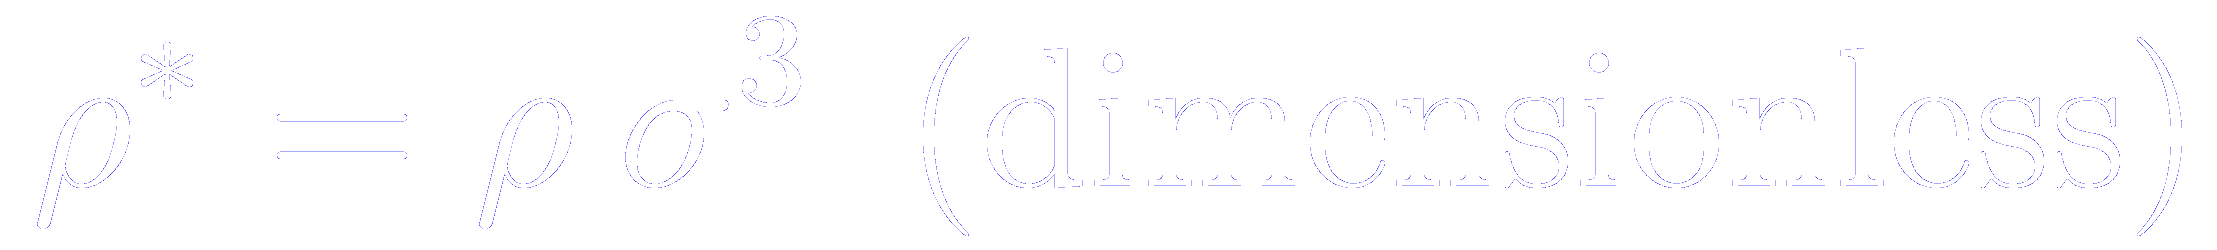 ρ* = ρ σ³ (dimensionless)